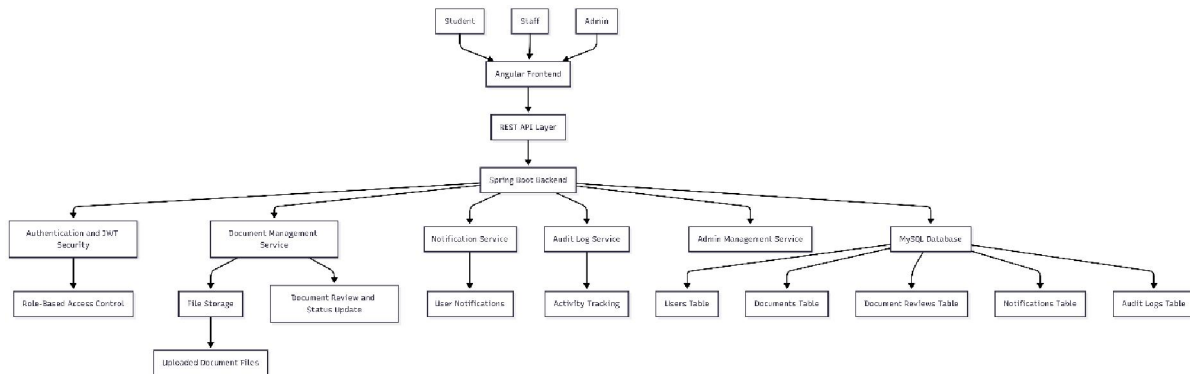 Student
Staff
Admin
Angular Frontend
REST API Layer
Spring Boot Backend
Authentication and JWT
Security
Document Management
Service
Notification Service
Audit Log Service
Admin Management Service
MySQL Database
Role-Based Access Control
File Storage
Document Review and
Status Update
User Notifications
Activity Tracking
Users Table
Documents Table
Document Reviews Table
Notifications Table
Audit Logs Table
Uploaded Document Files